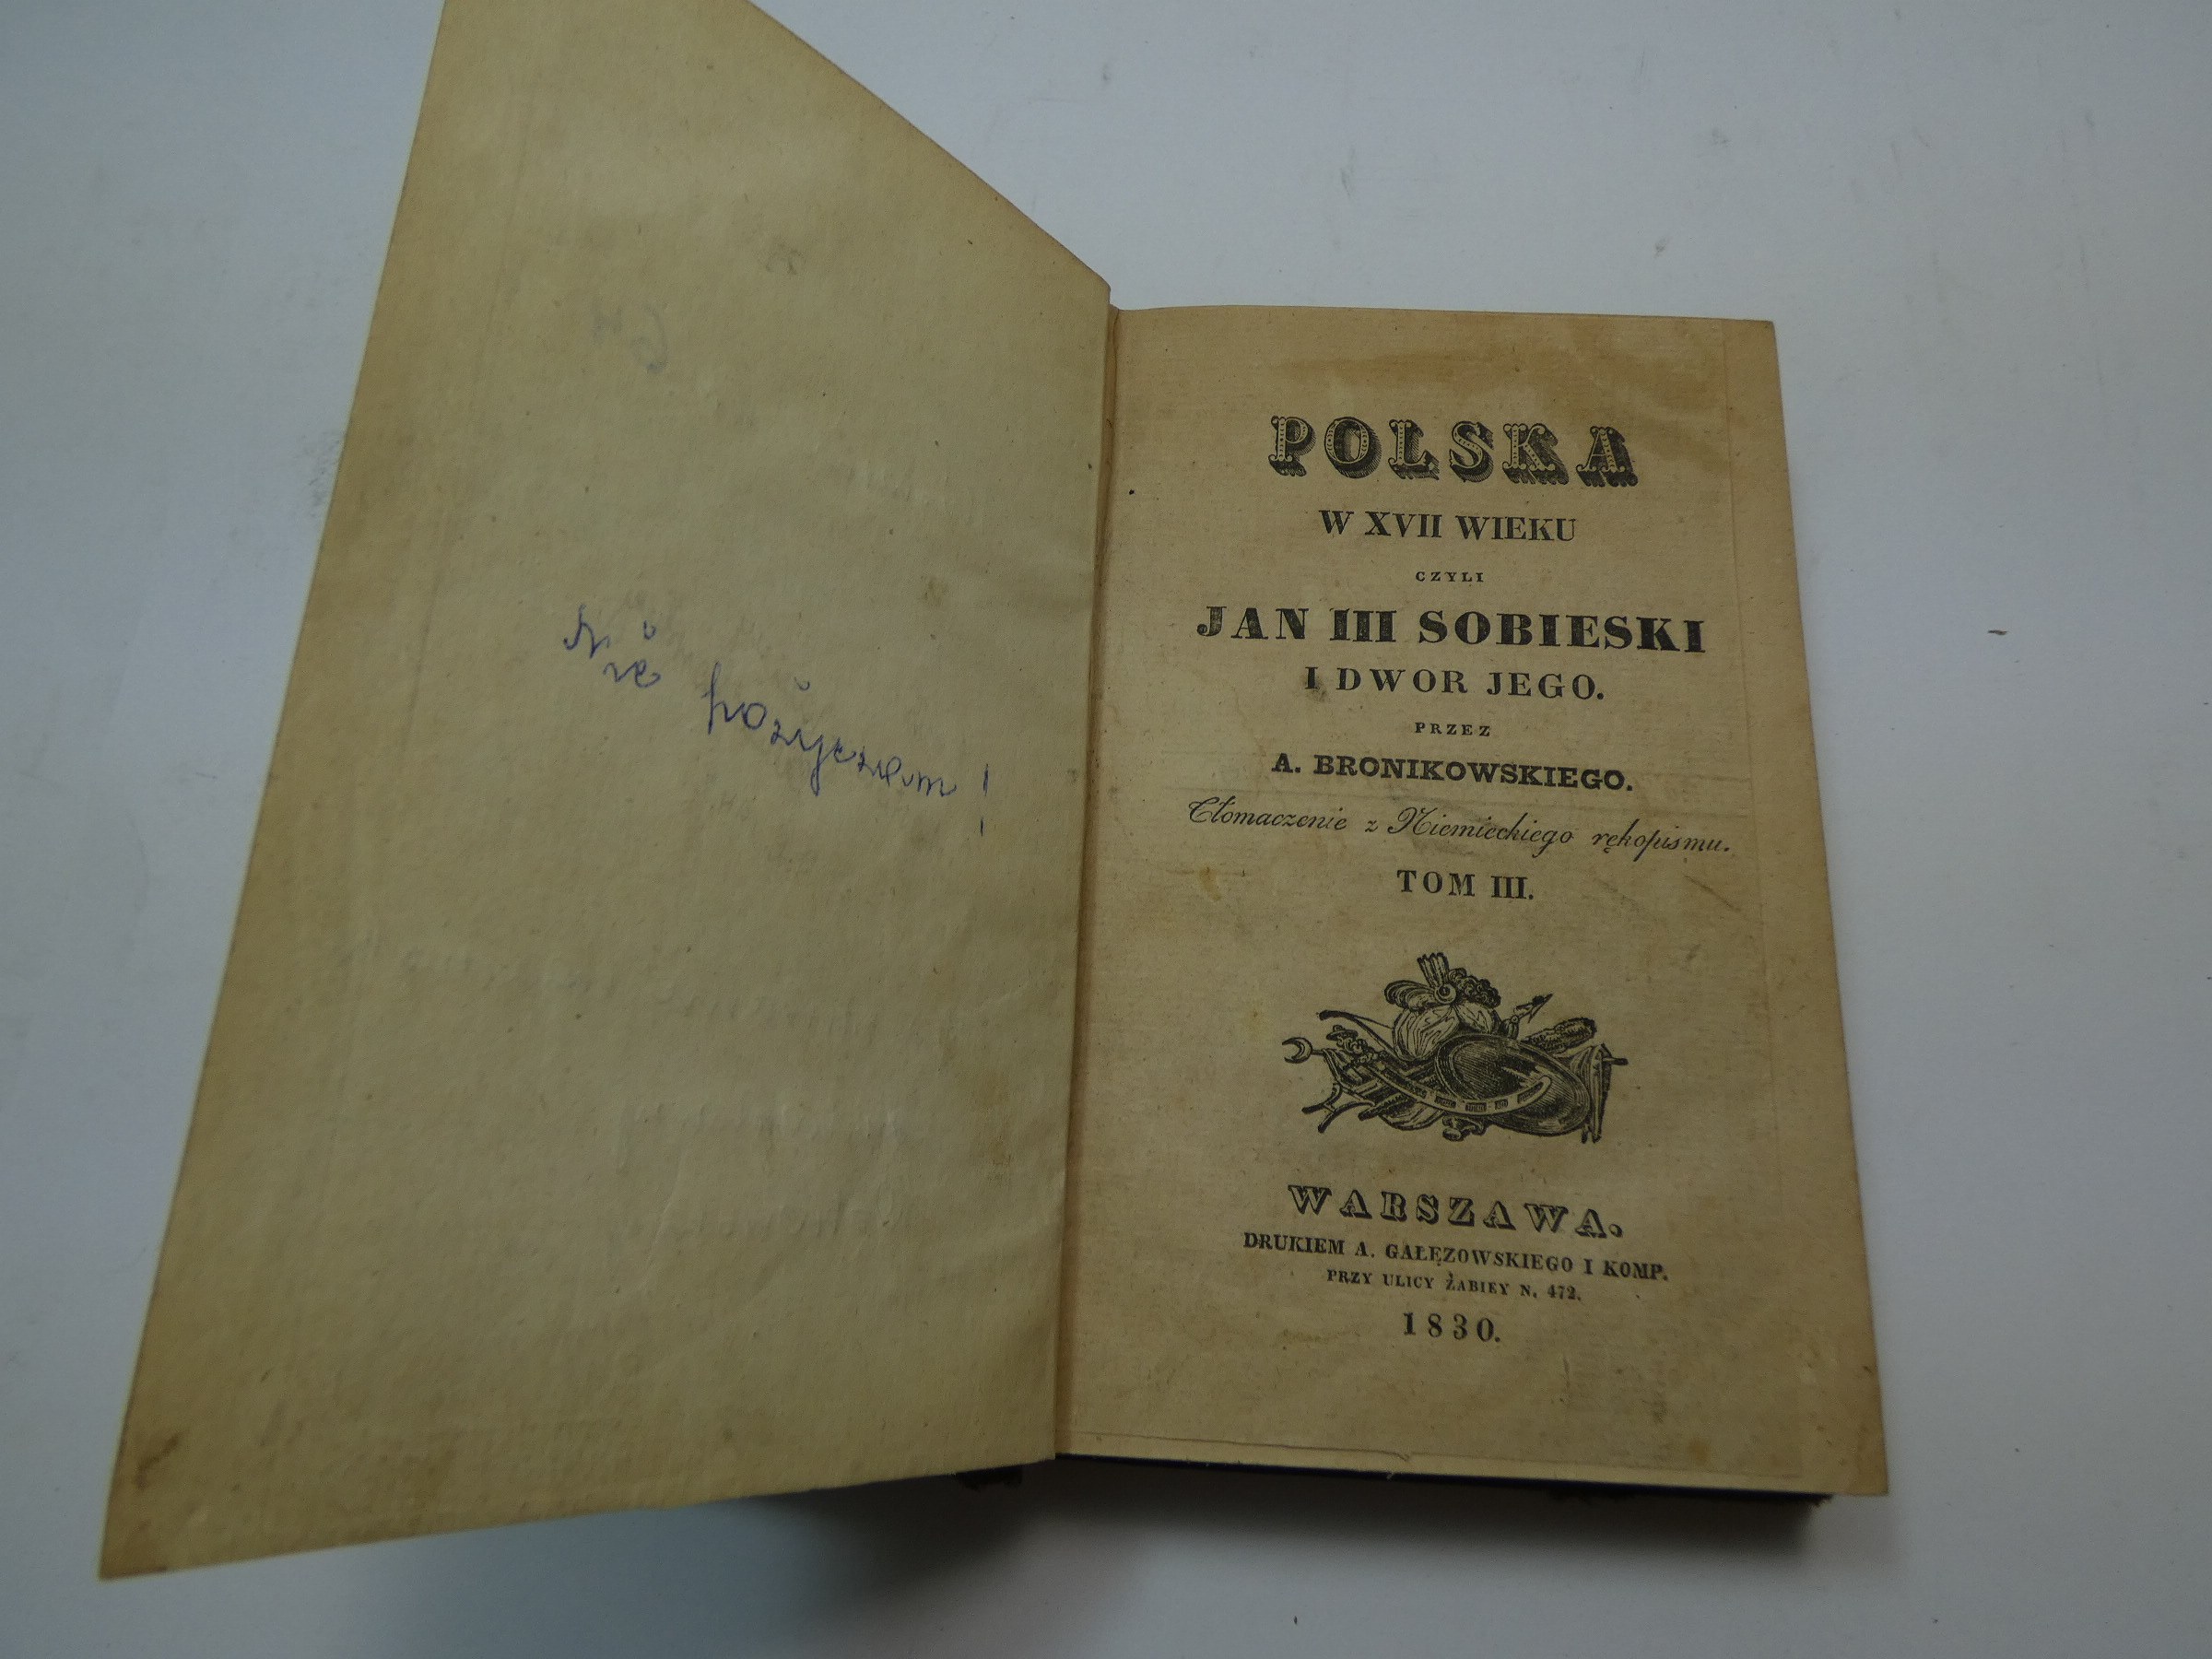 Nie pożyczam!
POLSKA
W XVII WIEKU
CZYLI
JAN III SOBIESKI
I DWOR JEGO.
PRZEZ
A. BRONIKOWSKIEGO.
Tłomaczenie z Niemieckiego rękopismu.
TOM III.
WARSZAWA.
DRUKIEM A. GAŁĘZOWSKIEGO I KOMP.
PRZY ULICY ŻABIEY N. 472.
1830.